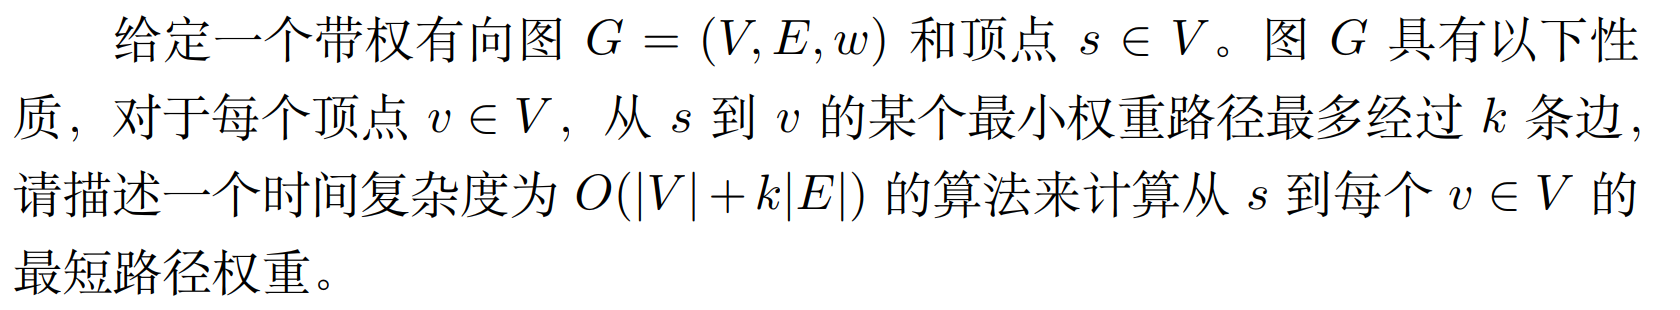 给定一个带权有向图 G = (V, E, w) 和顶点 s ∈ V。图 G 具有以下性
质，对于每个顶点 v ∈ V，从 s 到 v 的某个最小权重路径最多经过 k 条边，
请描述一个时间复杂度为 O(|V| + k|E|) 的算法来计算从 s 到每个 v ∈ V 的
最短路径权重。